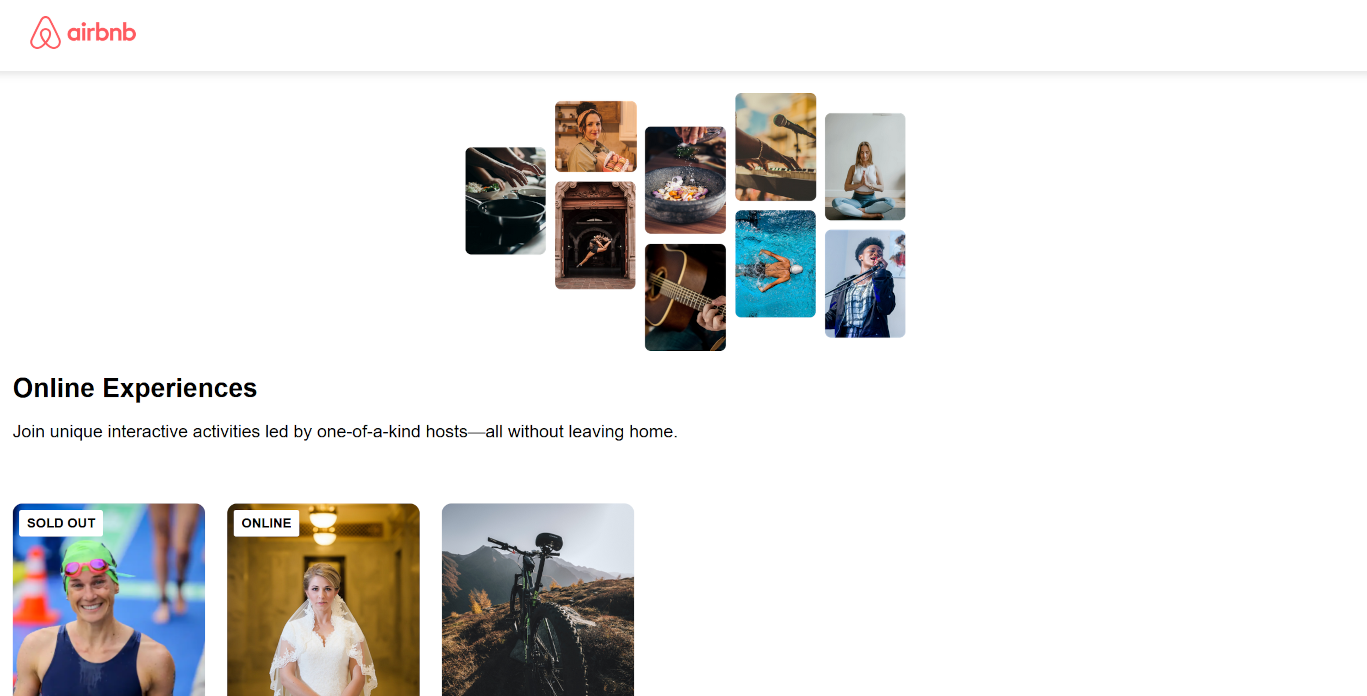 airbnb
Online Experiences
Join unique interactive activities led by one-of-a-kind hosts—all without leaving home.
SOLD OUT
ONLINE